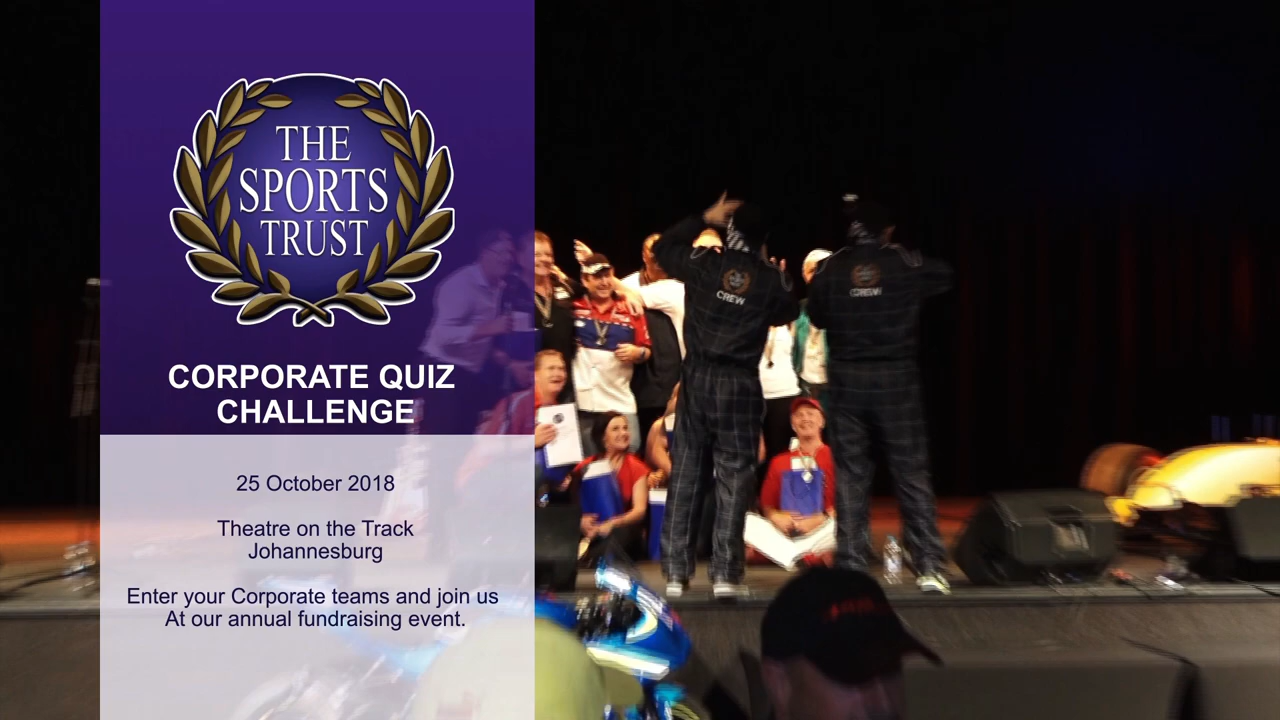 THE
SPORTS
TRUST
CORPORATE QUIZ
CHALLENGE
25 October 2018
Theatre on the Track
Johannesburg
Enter your Corporate teams and join us
At our annual fundraising event.
CREW
CREW